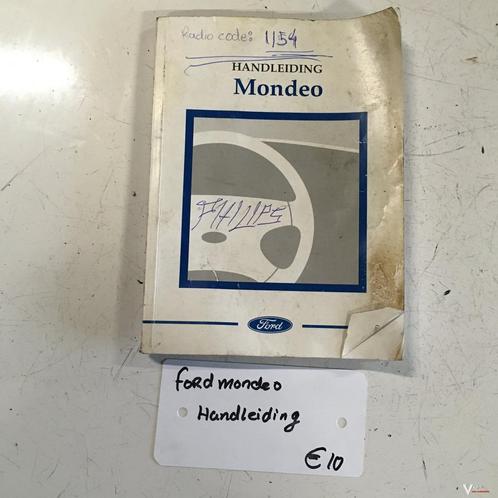 Radio code: 1154
HANDLEIDING
Mondeo
PHILIPS
Ford
Ford mondeo
Handleiding
€10